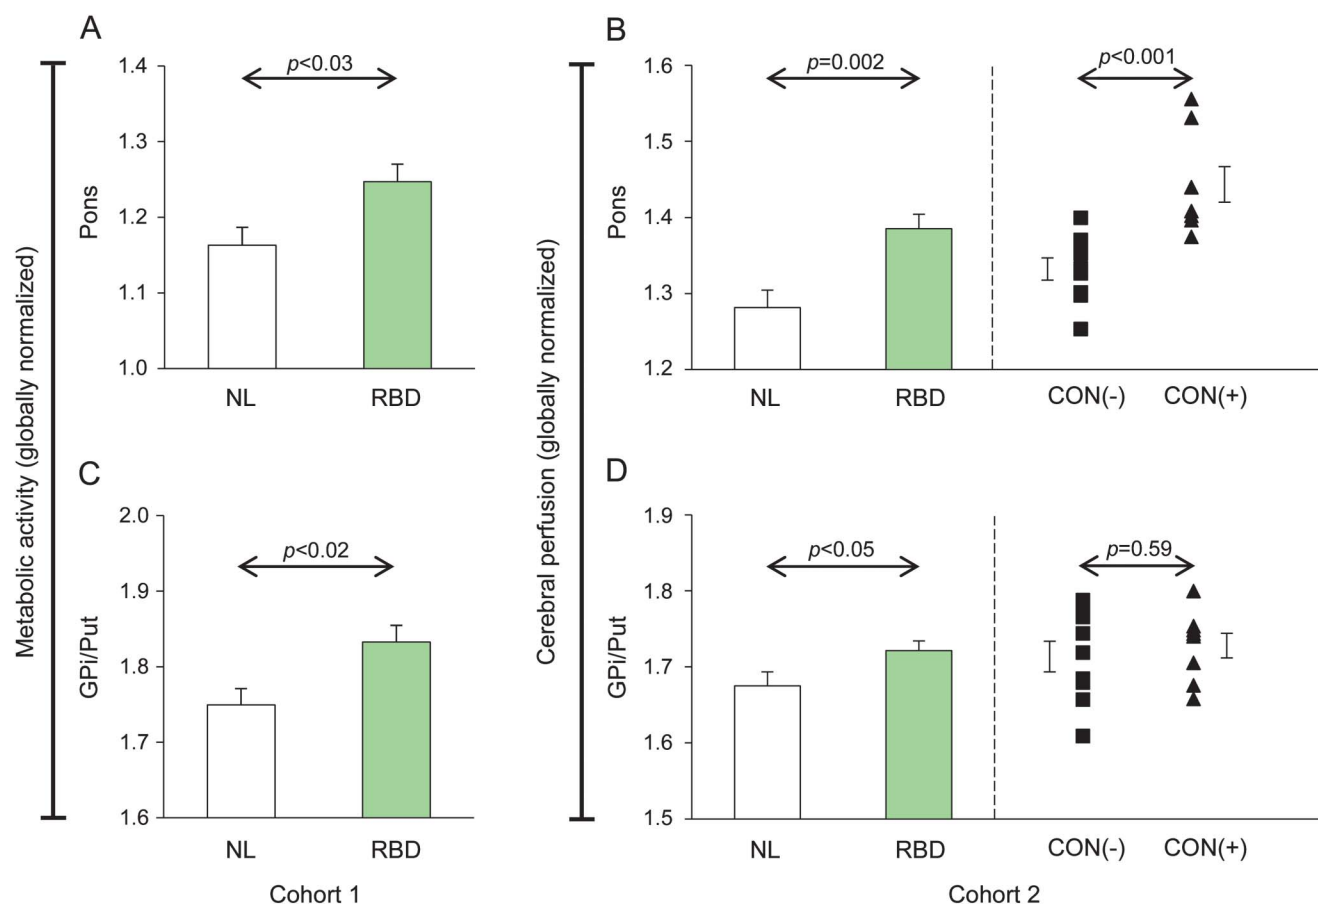 A
Metabolic activity (globally normalized)
Pons
1.4
1.3
1.2
1.1
1.0
p<0.03
NL
RBD
B
Cerebral perfusion (globally normalized)
Pons
1.6
1.5
1.4
1.3
1.2
p=0.002
p<0.001
NL
RBD
CON(-)
CON(+)
C
GPi/Put
2.0
1.9
1.8
1.7
1.6
p<0.02
NL
RBD
Cohort 1
D
GPi/Put
1.9
1.8
1.7
1.6
1.5
p<0.05
p=0.59
NL
RBD
CON(-)
CON(+)
Cohort 2